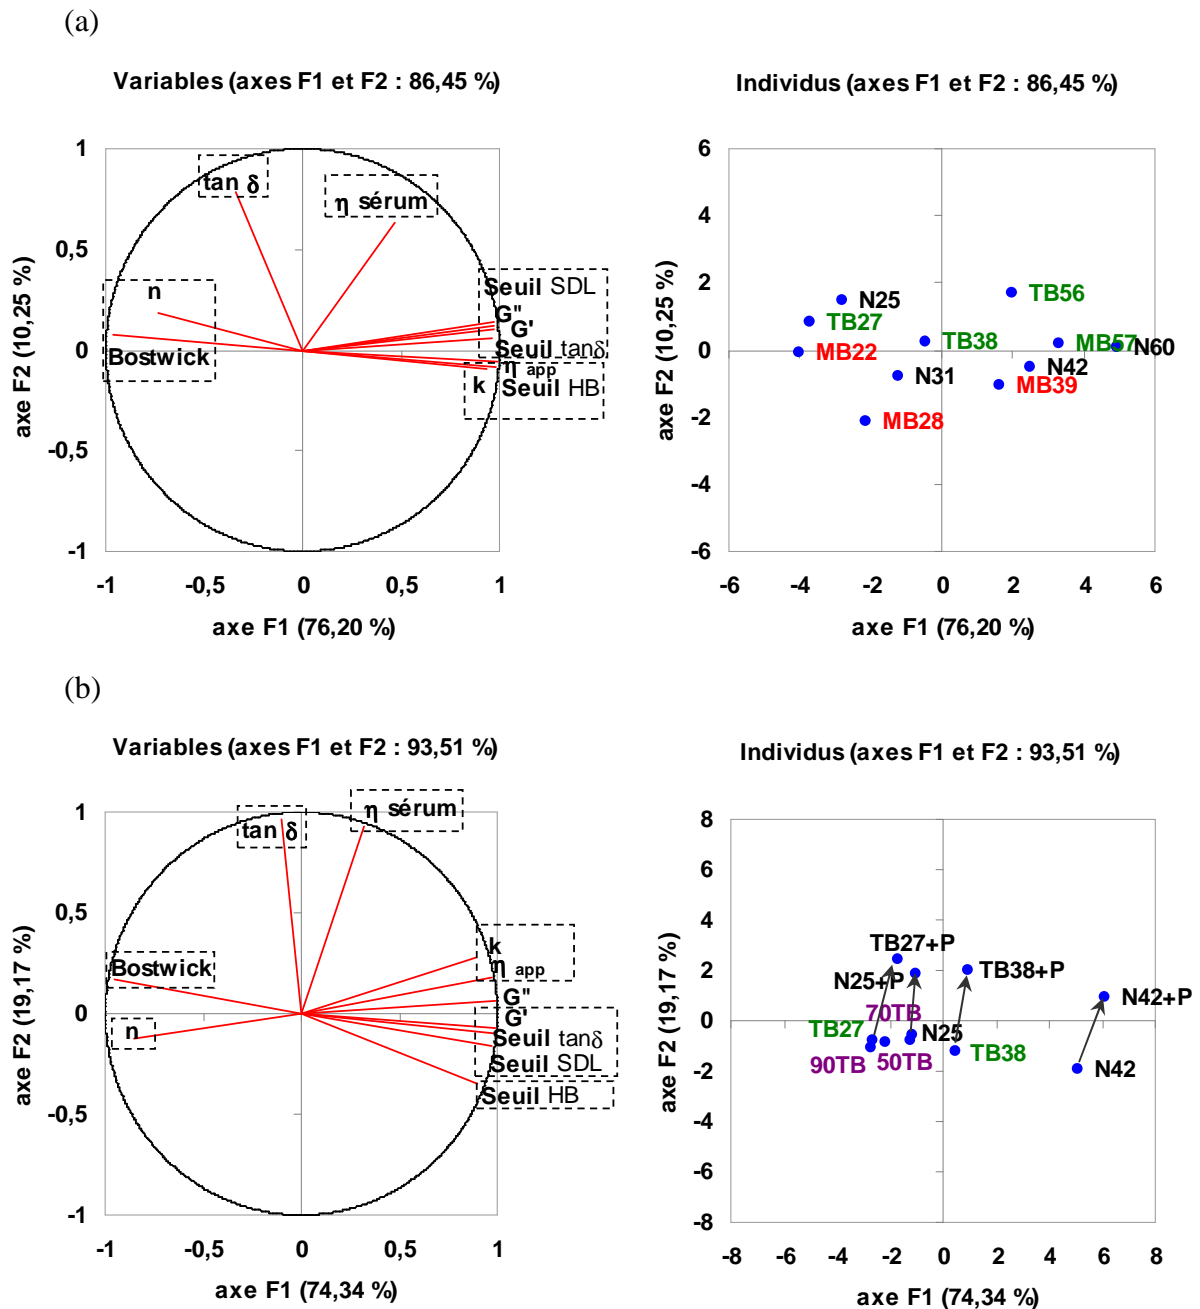 (a)
Variables (axes F1 et F2 : 86,45 %)
1
0,5
0
-0,5
-1
-1
-0,5
0
0,5
1
axe F2 (10,25 %)
axe F1 (76,20 %)
tan δ
η sérum
n
Bostwick
Seuil SDL
G"
G'
Seuil tanδ
η app
k Seuil HB
Individus (axes F1 et F2 : 86,45 %)
6
4
2
0
-2
-4
-6
-6
-4
-2
0
2
4
6
axe F2 (10,25 %)
axe F1 (76,20 %)
N25
TB27
MB22
TB38
N31
MB28
TB56
MB57
N60
N42
MB39
(b)
Variables (axes F1 et F2 : 93,51 %)
1
0,5
0
-0,5
-1
-1
-0,5
0
0,5
1
axe F2 (19,17 %)
axe F1 (74,34 %)
tan δ
η sérum
Bostwick
n
k
η app
G"
G'
Seuil tanδ
Seuil SDL
Seuil HB
Individus (axes F1 et F2 : 93,51 %)
8
6
4
2
0
-2
-4
-6
-8
-8
-6
-4
-2
0
2
4
6
8
axe F2 (19,17 %)
axe F1 (74,34 %)
TB27+P
N25+P
TB38+P
N42+P
70TB
TB27
N25
90TB
50TB
TB38
N42